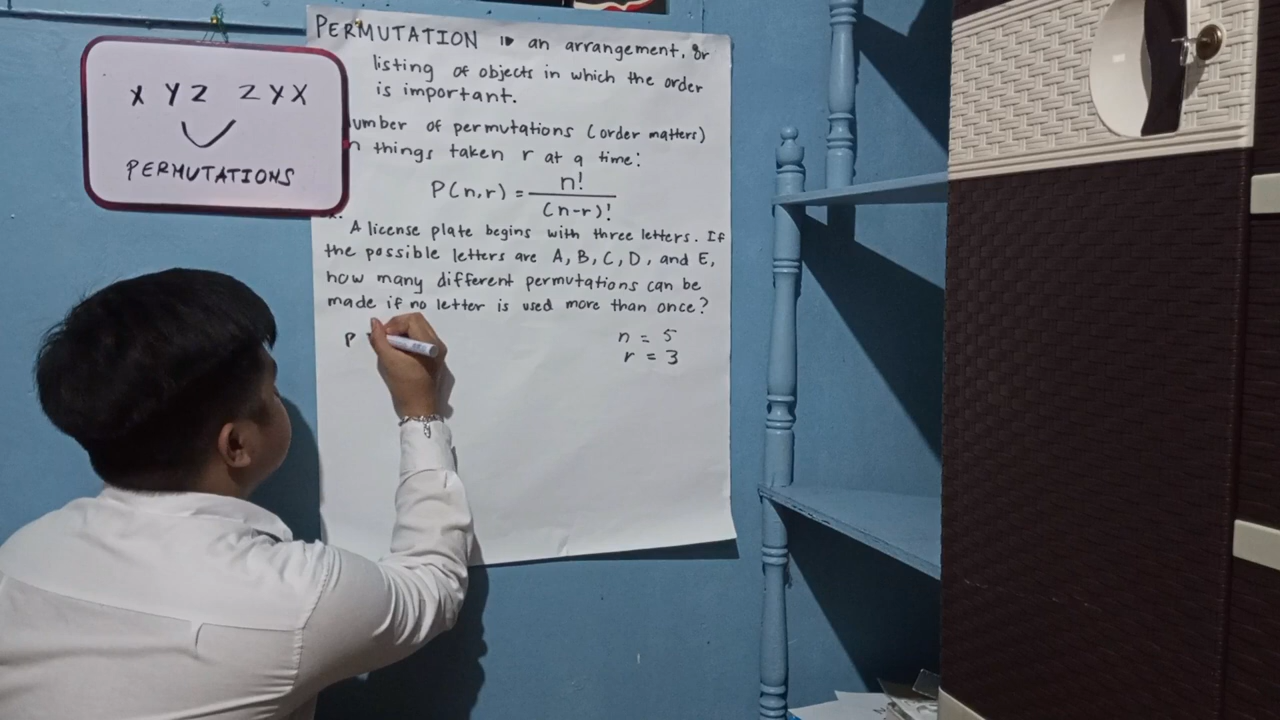 X YZ ZYX
PERMUTATIONS
PERMUTATION is an arrangement, or
listing of objects in which the order
is important.
umber of permutations (order matters)
n things taken r at a time:
P(n,r) = n!
(n-r)!
A license plate begins with three letters. If
the possible letters are A, B, C, D, and E,
how many different permutations can be
made if no letter is used more than once?
P
n = 5
r = 3